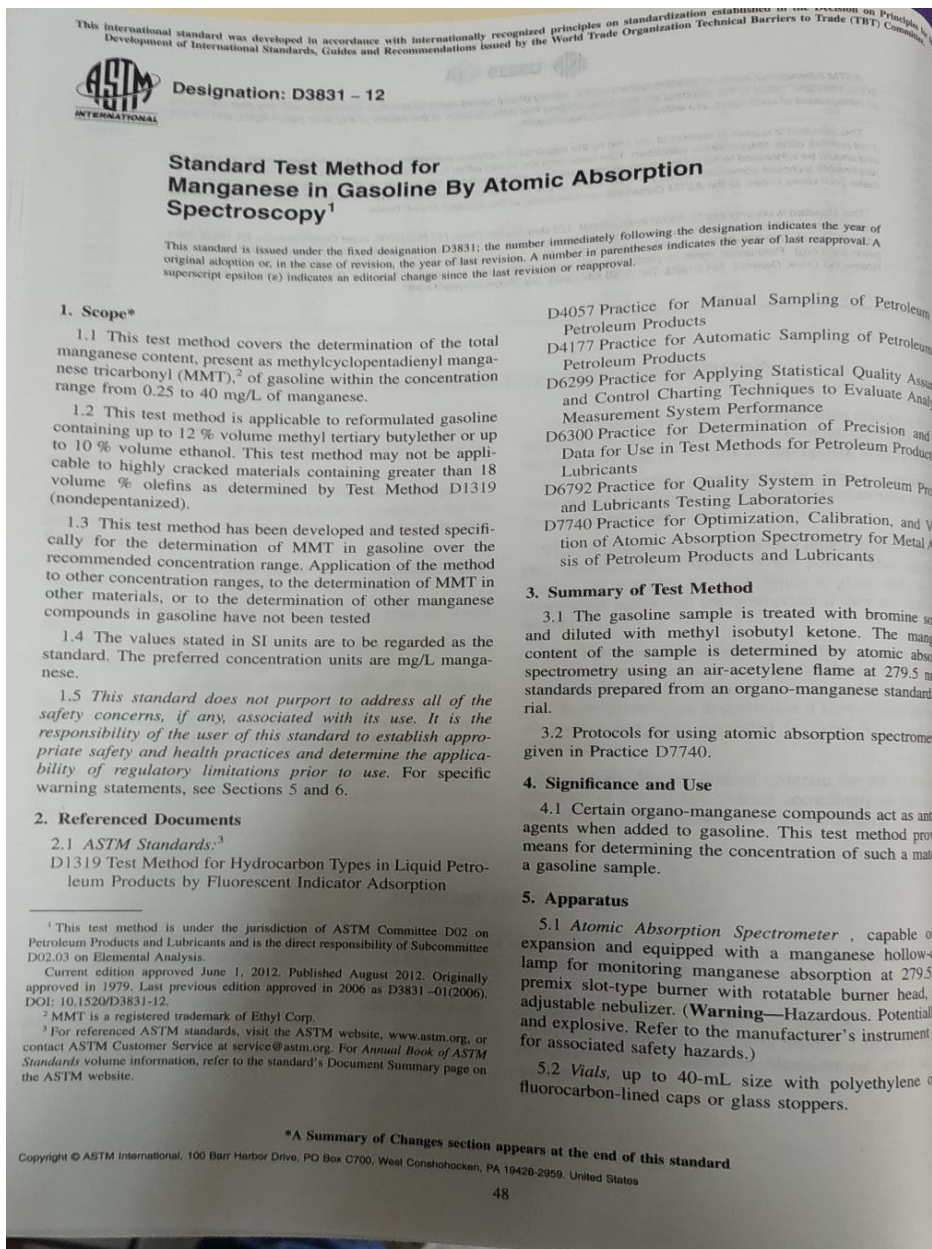 This international standard was developed in accordance with internationally recognized principles on standardization established in the Decision on Principles
Development of International Standards, Guides and Recommendations issued by the World Trade Organization Technical Barriers to Trade (TBT)
ASTM
INTERNATIONAL
Designation: D3831 – 12
Standard Test Method for
Manganese in Gasoline By Atomic Absorption
Spectroscopy¹
This standard is issued under the fixed designation D3831; the number immediately following the designation indicates the year of
original adoption or, in the case of revision, the year of last revision. A number in parentheses indicates the year of last reapproval. A
superscript epsilon (ε) indicates an editorial change since the last revision or reapproval.
1. Scope*
1.1 This test method covers the determination of the total
manganese content, present as methylcyclopentadienyl manga-
nese tricarbonyl (MMT),² of gasoline within the concentration
range from 0.25 to 40 mg/L of manganese.
1.2 This test method is applicable to reformulated gasoline
containing up to 12 % volume methyl tertiary butylether or up
to 10 % volume ethanol. This test method may not be appli-
cable to highly cracked materials containing greater than 18
volume % olefins as determined by Test Method D1319
(nondepentanized).
1.3 This test method has been developed and tested specifi-
cally for the determination of MMT in gasoline over the
recommended concentration range. Application of the method
to other concentration ranges, to the determination of MMT in
other materials, or to the determination of other manganese
compounds in gasoline have not been tested
1.4 The values stated in SI units are to be regarded as the
standard. The preferred concentration units are mg/L manga-
nese.
1.5 This standard does not purport to address all of the
safety concerns, if any, associated with its use. It is the
responsibility of the user of this standard to establish appro-
priate safety and health practices and determine the applica-
bility of regulatory limitations prior to use. For specific
warning statements, see Sections 5 and 6.
2. Referenced Documents
2.1 ASTM Standards:³
D1319 Test Method for Hydrocarbon Types in Liquid Petro-
leum Products by Fluorescent Indicator Adsorption
¹ This test method is under the jurisdiction of ASTM Committee D02 on
Petroleum Products and Lubricants and is the direct responsibility of Subcommittee
D02.03 on Elemental Analysis.
Current edition approved June 1, 2012. Published August 2012. Originally
approved in 1979. Last previous edition approved in 2006 as D3831 –01(2006).
DOI: 10.1520/D3831-12.
² MMT is a registered trademark of Ethyl Corp.
³ For referenced ASTM standards, visit the ASTM website, www.astm.org, or
contact ASTM Customer Service at service@astm.org. For Annual Book of ASTM
Standards volume information, refer to the standard's Document Summary page on
the ASTM website.
D4057 Practice for Manual Sampling of Petroleum
Petroleum Products
D4177 Practice for Automatic Sampling of Petroleum
Petroleum Products
D6299 Practice for Applying Statistical Quality Assu
and Control Charting Techniques to Evaluate Anal
Measurement System Performance
D6300 Practice for Determination of Precision and
Data for Use in Test Methods for Petroleum Product
Lubricants
D6792 Practice for Quality System in Petroleum Pro
and Lubricants Testing Laboratories
D7740 Practice for Optimization, Calibration, and V
tion of Atomic Absorption Spectrometry for Metal A
sis of Petroleum Products and Lubricants
3. Summary of Test Method
3.1 The gasoline sample is treated with bromine so
and diluted with methyl isobutyl ketone. The mang
content of the sample is determined by atomic abso
spectrometry using an air-acetylene flame at 279.5 n
standards prepared from an organo-manganese standard
rial.
3.2 Protocols for using atomic absorption spectrome
given in Practice D7740.
4. Significance and Use
4.1 Certain organo-manganese compounds act as ant
agents when added to gasoline. This test method prov
means for determining the concentration of such a mate
a gasoline sample.
5. Apparatus
5.1 Atomic Absorption Spectrometer , capable o
expansion and equipped with a manganese hollow-c
lamp for monitoring manganese absorption at 279.5
premix slot-type burner with rotatable burner head,
adjustable nebulizer. (Warning—Hazardous. Potential
and explosive. Refer to the manufacturer's instrument
for associated safety hazards.)
5.2 Vials, up to 40-mL size with polyethylene o
fluorocarbon-lined caps or glass stoppers.
*A Summary of Changes section appears at the end of this standard
Copyright © ASTM International, 100 Barr Harbor Drive, PO Box C700, West Conshohocken, PA 19428-2959. United States
48